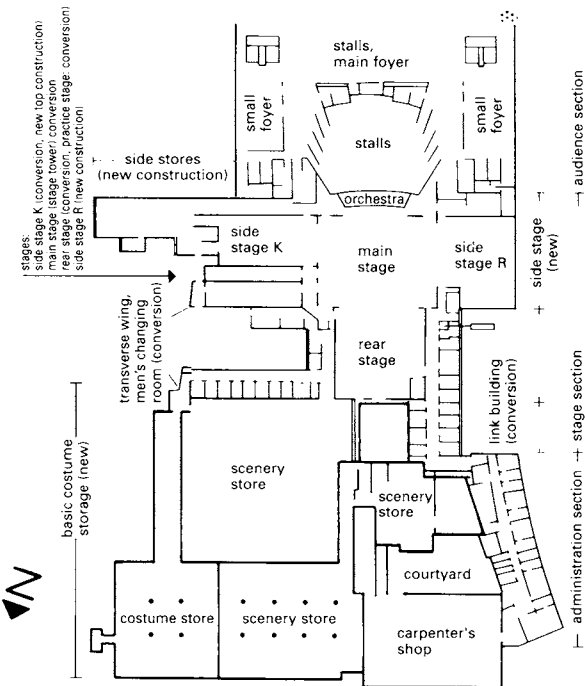 stages:
side stage K (conversion, new top construction)
main stage (stage tower) conversion
rear stage (conversion, practice stage: conversion)
side stage R (new construction)
stalls,
main foyer
small
foyer
small
foyer
stalls
side stores
(new construction)
orchestra
side
stage K
main
stage
side
stage R
rear
stage
transverse wing,
men's changing
room (conversion)
basic costume
storage (new)
scenery
store
scenery
store
courtyard
costume store
scenery store
carpenter's
shop
link building
(conversion)
side stage
(new)
audience section
stage section
administration section
N